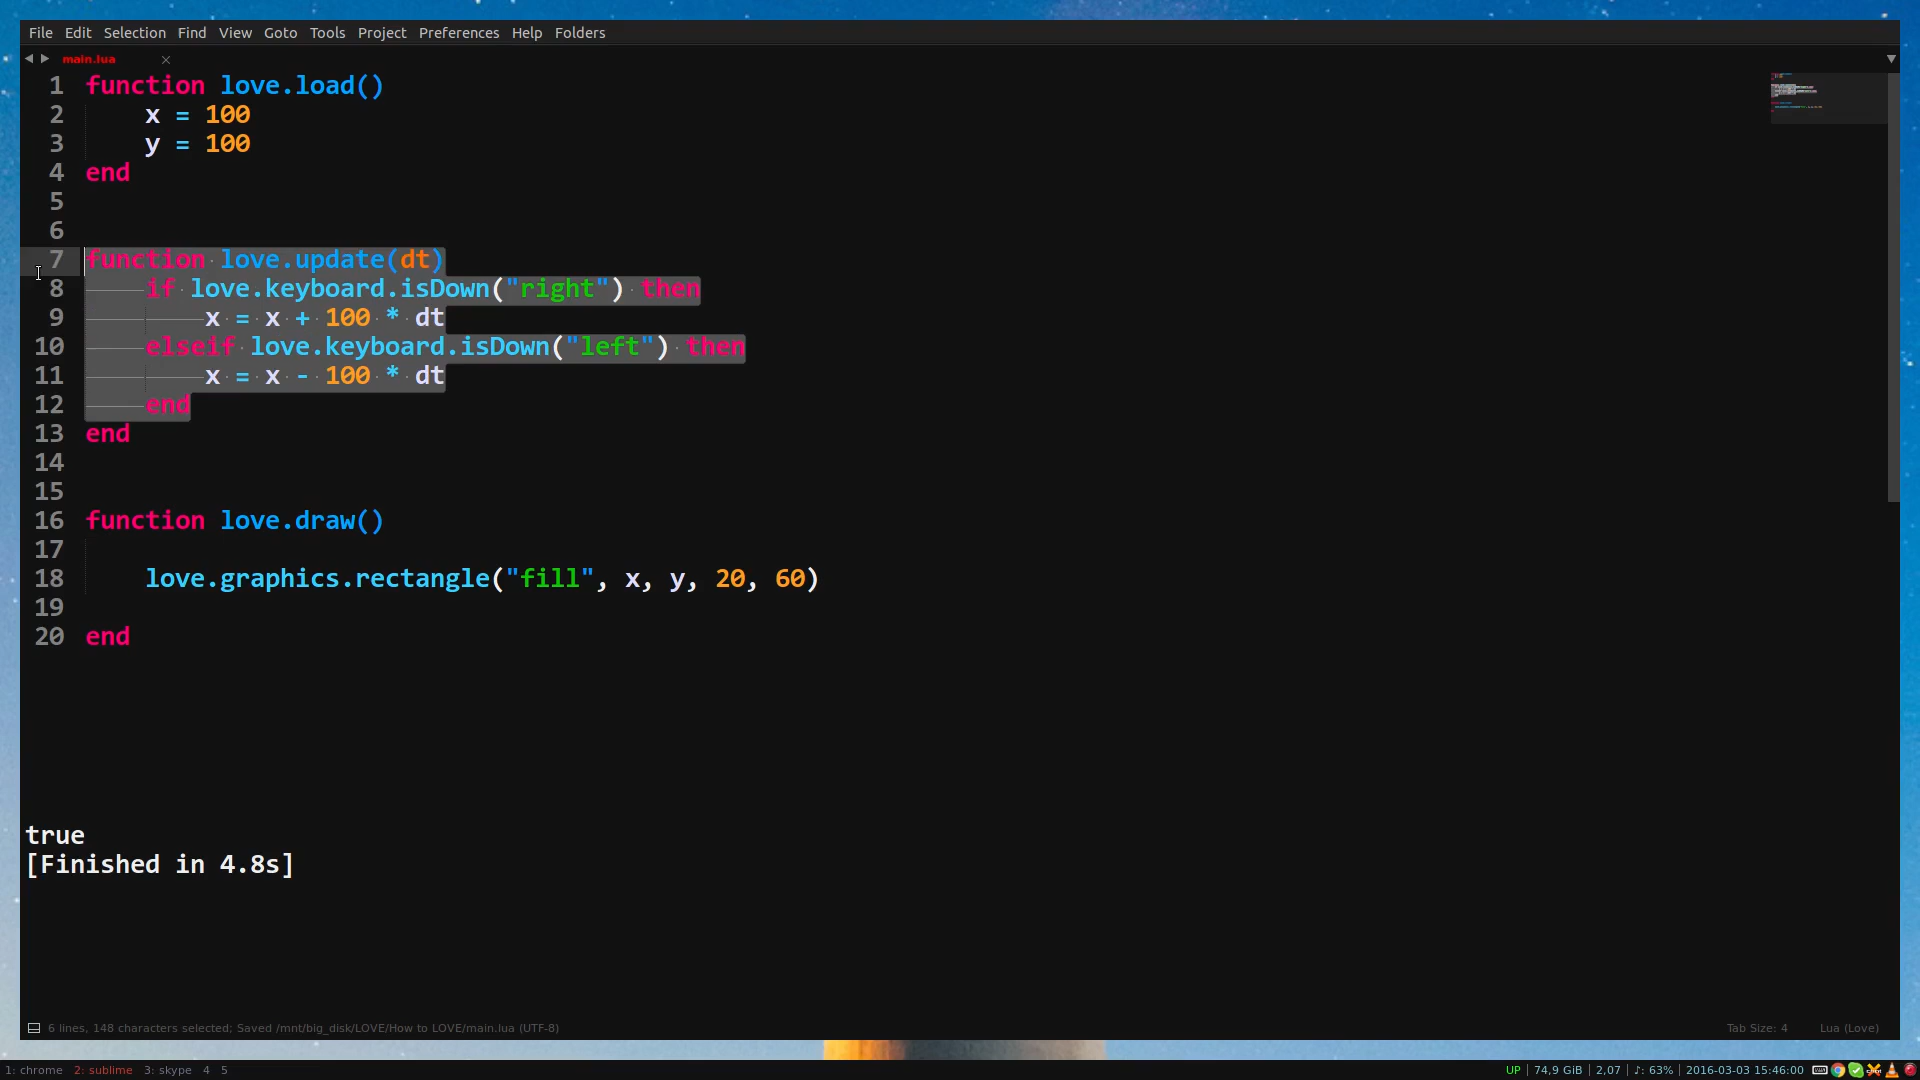 File Edit Selection Find View Goto Tools Project Preferences Help Folders
main.lua
1 function love.load()
2 x = 100
3 y = 100
4 end
5
6
7 function love.update(dt)
8 if love.keyboard.isDown("right") then
9 x = x + 100 * dt
10 elseif love.keyboard.isDown("left") then
11 x = x - 100 * dt
12 end
13 end
14
15
16 function love.draw()
17
18 love.graphics.rectangle("fill", x, y, 20, 60)
19
20 end
true
[Finished in 4.8s]
6 lines, 148 characters selected; Saved /mnt/big_disk/LOVE/How to LOVE/main.lua (UTF-8) Tab Size: 4 Lua (Love)
1: chrome 2: sublime 3: skype 4 5 UP | 74,9 GiB | 2,07 | ♪: 63% | 2016-03-03 15:46:00